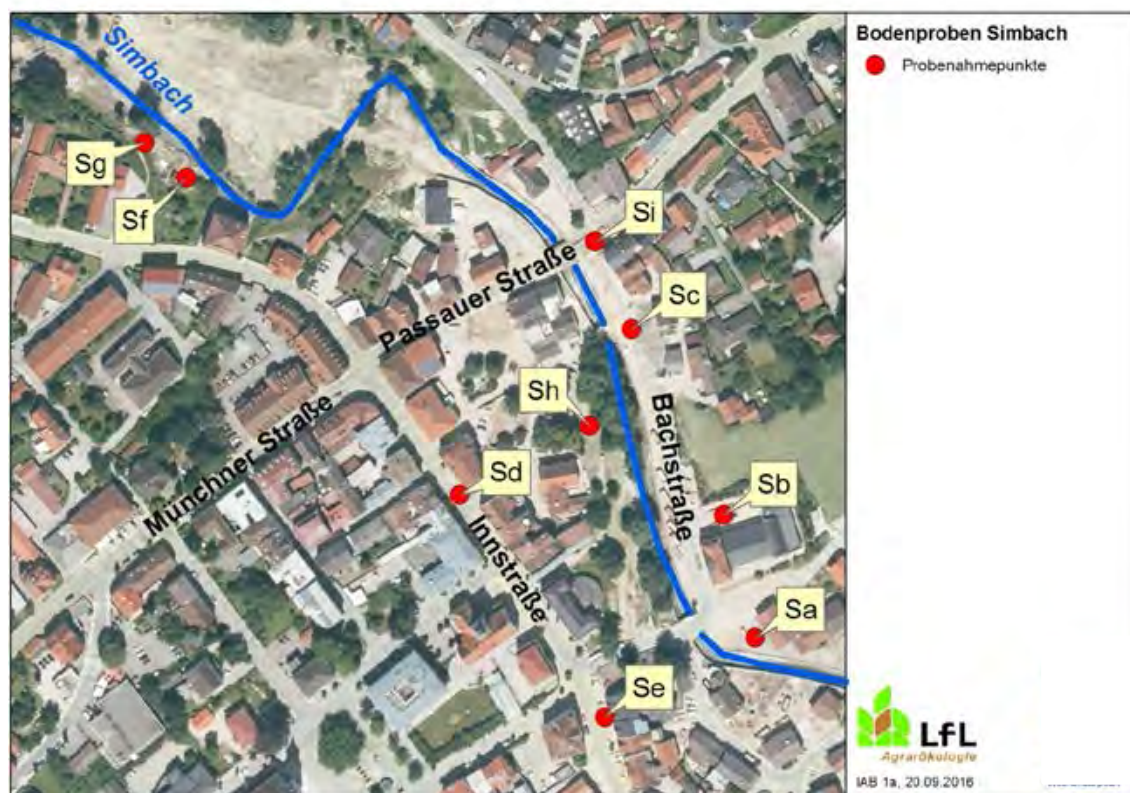 Bodenproben Simbach
Probenahmepunkte
Simbach
Sg
Sf
Si
Passauer Straße
Sc
Sh
Bachstraße
Münchner Straße
Sd
Sb
Innstraße
Sa
Se
LfL
Agrarökologie
IAB 1a, 20.09.2016